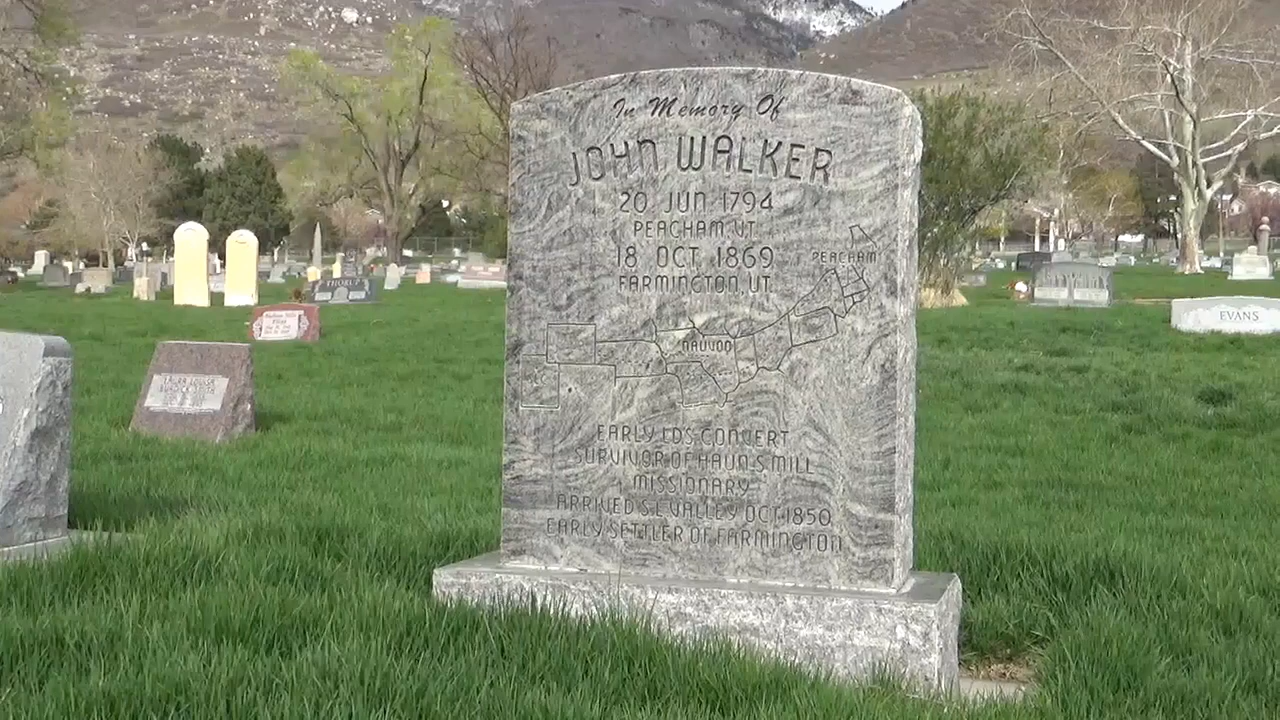 In Memory Of
JOHN WALKER
20 JUN 1794
PEACHAM, VT.
18 OCT. 1869
FARMINGTON, UT.
PEACHAM
NAUVOO
EARLY LDS CONVERT
SURVIVOR OF HAUN'S MILL
MISSIONARY
ARRIVED S L VALLEY OCT 1850
EARLY SETTLER OF FARMINGTON
THORUP
EVANS